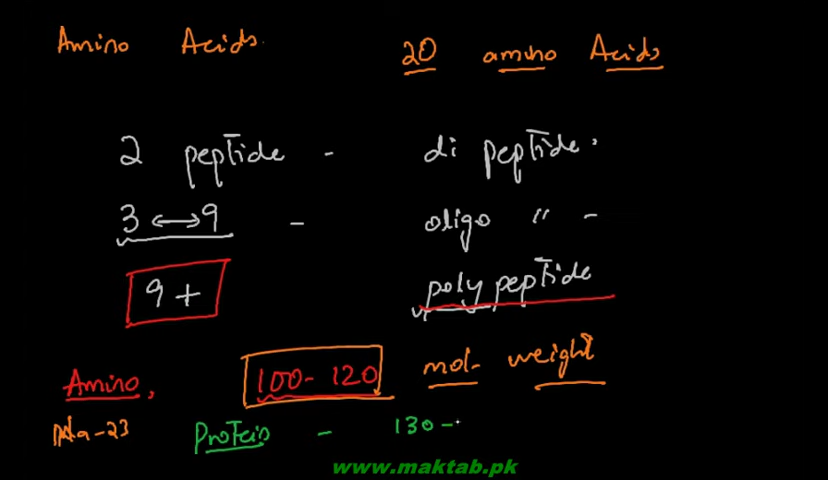 Amino Acids. 20 amino Acids
2 peptide - di peptide.
3 ↔ 9 - oligo " -
9 + poly peptide
Amino, 100 - 120 mol- weight
Na - 23 Protein - 130 -
www.maktab.pk